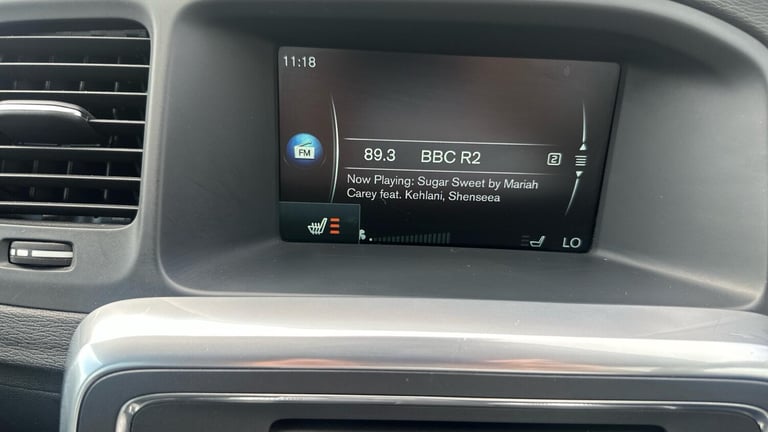 11:18
FM
89.3 BBC R2 2
Now Playing: Sugar Sweet by Mariah
Carey feat. Kehlani, Shenseea
LO